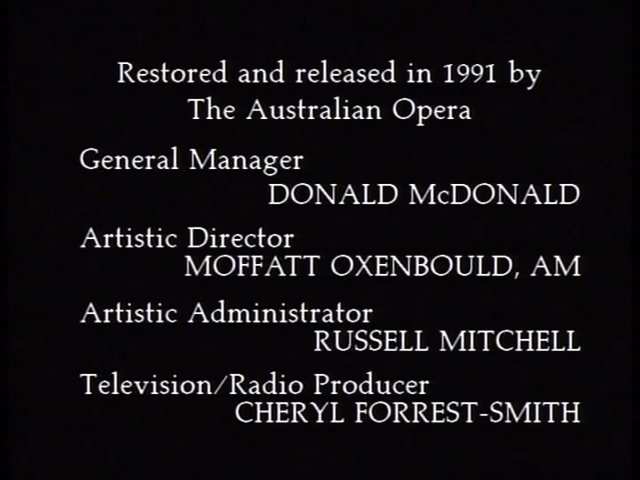 Restored and released in 1991 by
The Australian Opera
General Manager
DONALD McDONALD
Artistic Director
MOFFATT OXENBOULD, AM
Artistic Administrator
RUSSELL MITCHELL
Television/Radio Producer
CHERYL FORREST-SMITH